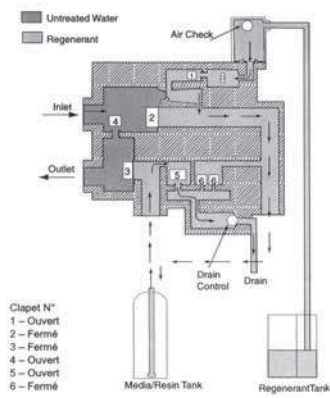 Untreated Water
Regenerant
Air Check
1
Inlet
4
2
Outlet
3
5
6 6
Drain
Control
Drain
Clapet N°
1 – Ouvert
2 – Fermé
3 – Fermé
4 – Ouvert
5 – Ouvert
6 – Fermé
Media/Resin Tank
RegenerantTank